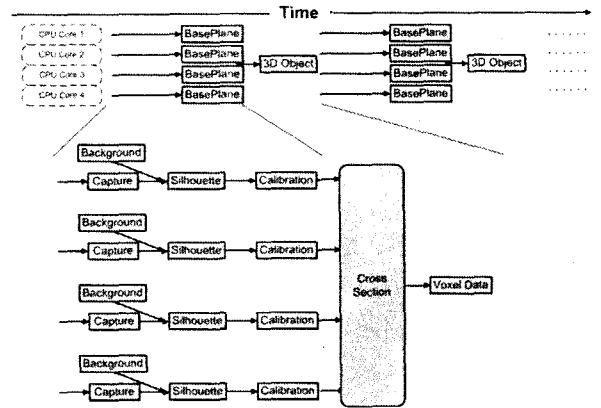 Time
CPU Core 1 BasePlane BasePlane
CPU Core 2 BasePlane BasePlane
3D Object 3D Object
CPU Core 3 BasePlane BasePlane
CPU Core 4 BasePlane BasePlane
Background
Capture Silhouette Calibration
Background
Capture Silhouette Calibration
Cross Section
Voxel Data
Background
Capture Silhouette Calibration
Background
Capture Silhouette Calibration